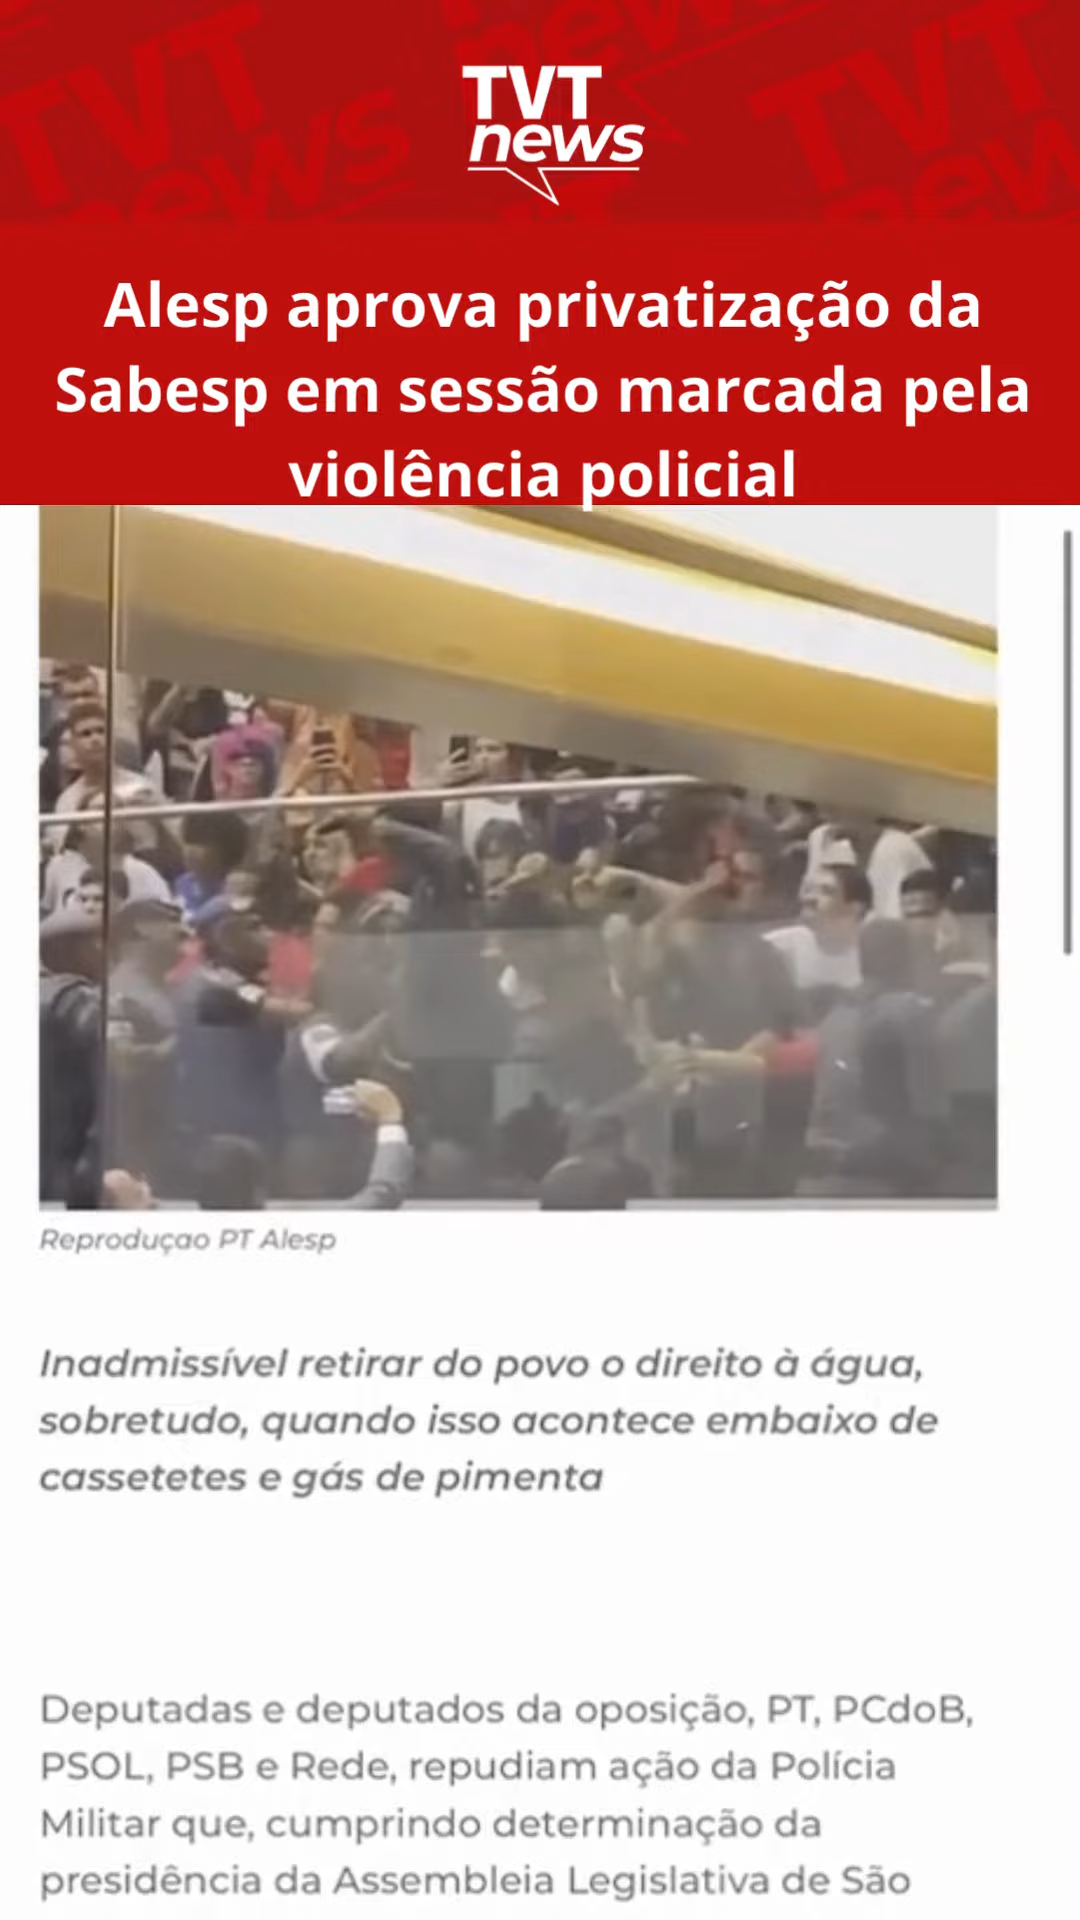 TVT
news
Alesp aprova privatização da
Sabesp em sessão marcada pela
violência policial
Reproduçao PT Alesp
Inadmissível retirar do povo o direito à água,
sobretudo, quando isso acontece embaixo de
cassetetes e gás de pimenta
Deputadas e deputados da oposição, PT, PCdoB,
PSOL, PSB e Rede, repudiam ação da Polícia
Militar que, cumprindo determinação da
presidência da Assembleia Legislativa de São